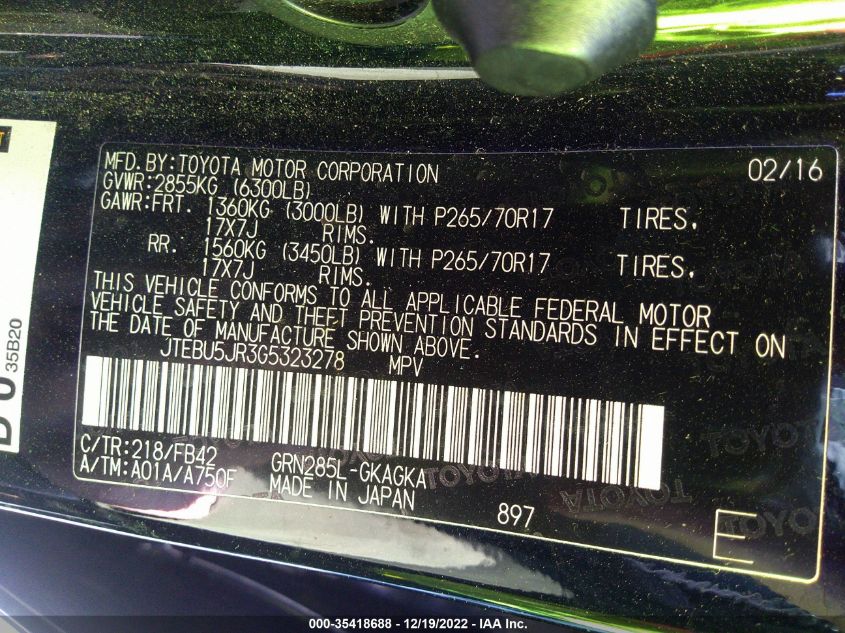 MFD. BY: TOYOTA MOTOR CORPORATION 02/16
GVWR: 2855KG (6300LB)
GAWR: FRT. 1360KG (3000LB) WITH P265/70R17 TIRES,
17X7J RIMS.
RR. 1560KG (3450LB) WITH P265/70R17 TIRES,
17X7J RIMS.
THIS VEHICLE CONFORMS TO ALL APPLICABLE FEDERAL MOTOR
VEHICLE SAFETY AND THEFT PREVENTION STANDARDS IN EFFECT ON
THE DATE OF MANUFACTURE SHOWN ABOVE.
JTEBU5JR3G5323278 MPV
C/TR: 218/FB42 GRN285L-GKAGKA
A/TM: A01A/A750F MADE IN JAPAN
897
E
35B20
TOYOTA
TOYOTA
TOYOTA
000-35418688 - 12/19/2022 - IAA Inc.